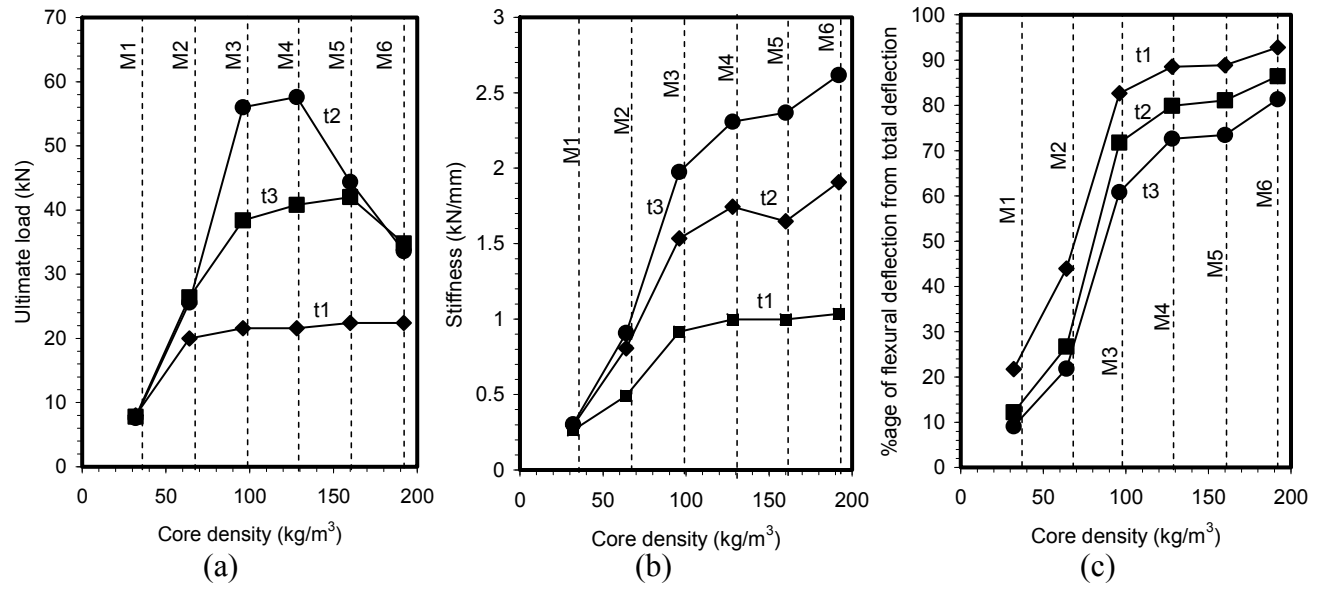 70
60
50
40
30
20
10
0
Ultimate load (kN)
M1
M2
M3
M4
M5
M6
t2
t3
t1
0 50 100 150 200
Core density (kg/m³)
(a)
3
2.5
2
1.5
1
0.5
0
Stiffness (kN/mm)
M1
M2
M3
M4
M5
M6
t3
t2
t1
0 50 100 150 200
Core density (kg/m³)
(b)
100
90
80
70
60
50
40
30
20
10
0
%age of flexural deflection from total deflection
M1
M2
M3
M4
M5
M6
t1
t2
t3
0 50 100 150 200
Core density (kg/m³)
(c)